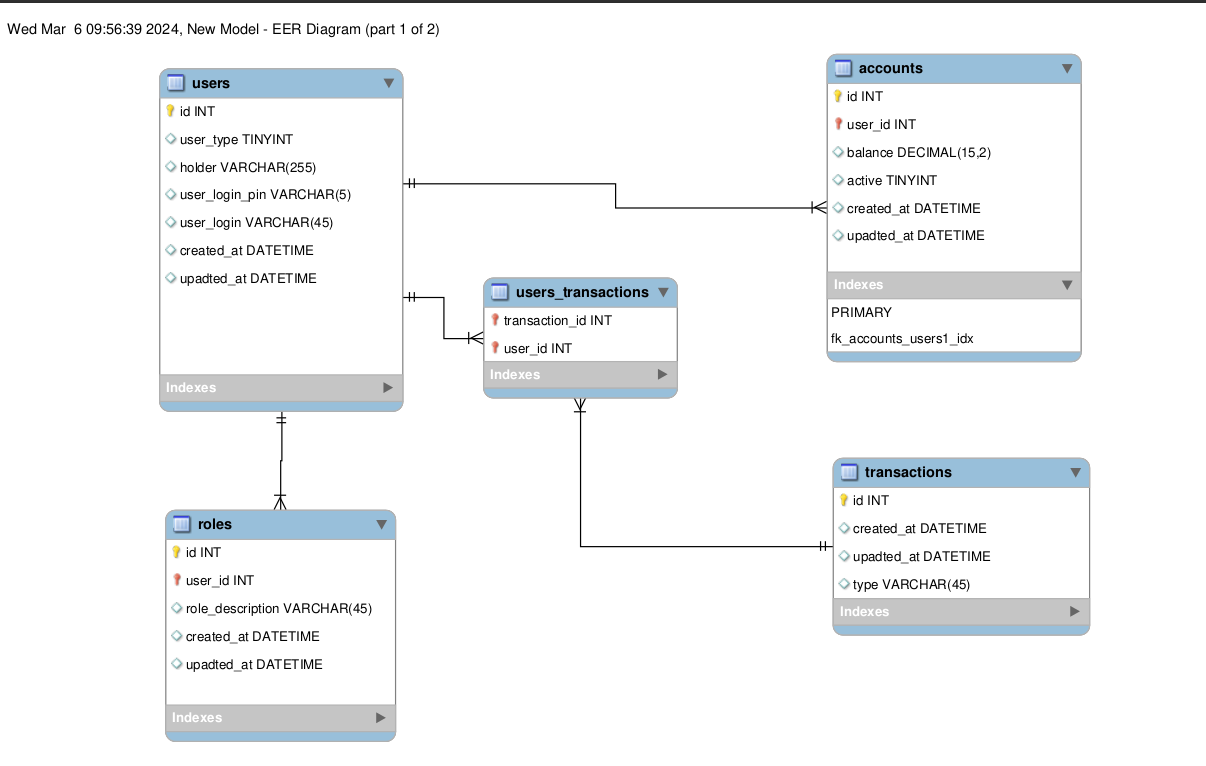 Wed Mar  6 09:56:39 2024, New Model - EER Diagram (part 1 of 2)
users
id INT
user_type TINYINT
holder VARCHAR(255)
user_login_pin VARCHAR(5)
user_login VARCHAR(45)
created_at DATETIME
upadted_at DATETIME
Indexes
accounts
id INT
user_id INT
balance DECIMAL(15,2)
active TINYINT
created_at DATETIME
upadted_at DATETIME
Indexes
PRIMARY
fk_accounts_users1_idx
users_transactions
transaction_id INT
user_id INT
Indexes
transactions
id INT
created_at DATETIME
upadted_at DATETIME
type VARCHAR(45)
Indexes
roles
id INT
user_id INT
role_description VARCHAR(45)
created_at DATETIME
upadted_at DATETIME
Indexes